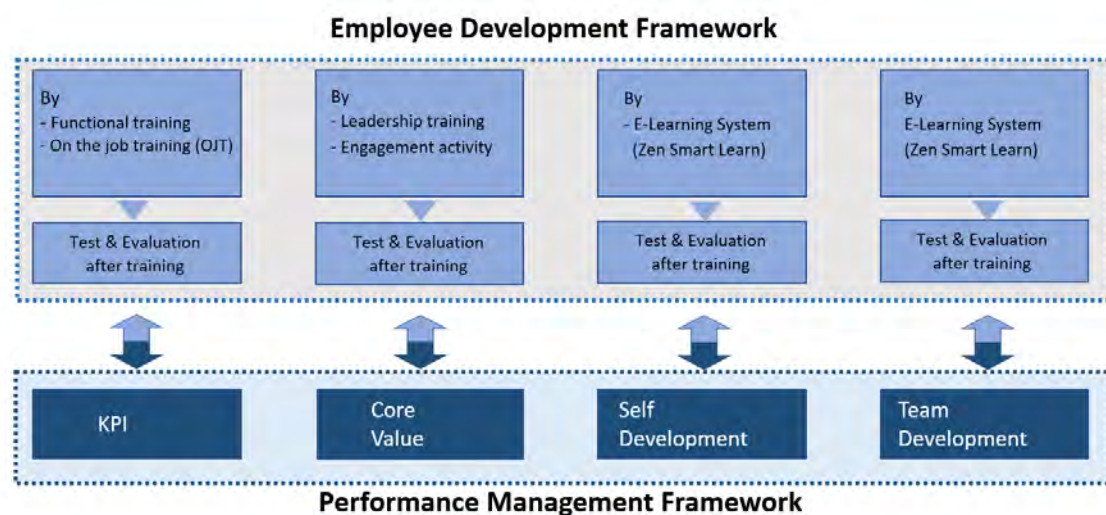 Employee Development Framework
By
- Functional training
- On the job training (OJT)
Test & Evaluation
after training
By
- Leadership training
- Engagement activity
Test & Evaluation
after training
By
- E-Learning System
(Zen Smart Learn)
Test & Evaluation
after training
By
E-Learning System
(Zen Smart Learn)
Test & Evaluation
after training
KPI
Core
Value
Self
Development
Team
Development
Performance Management Framework